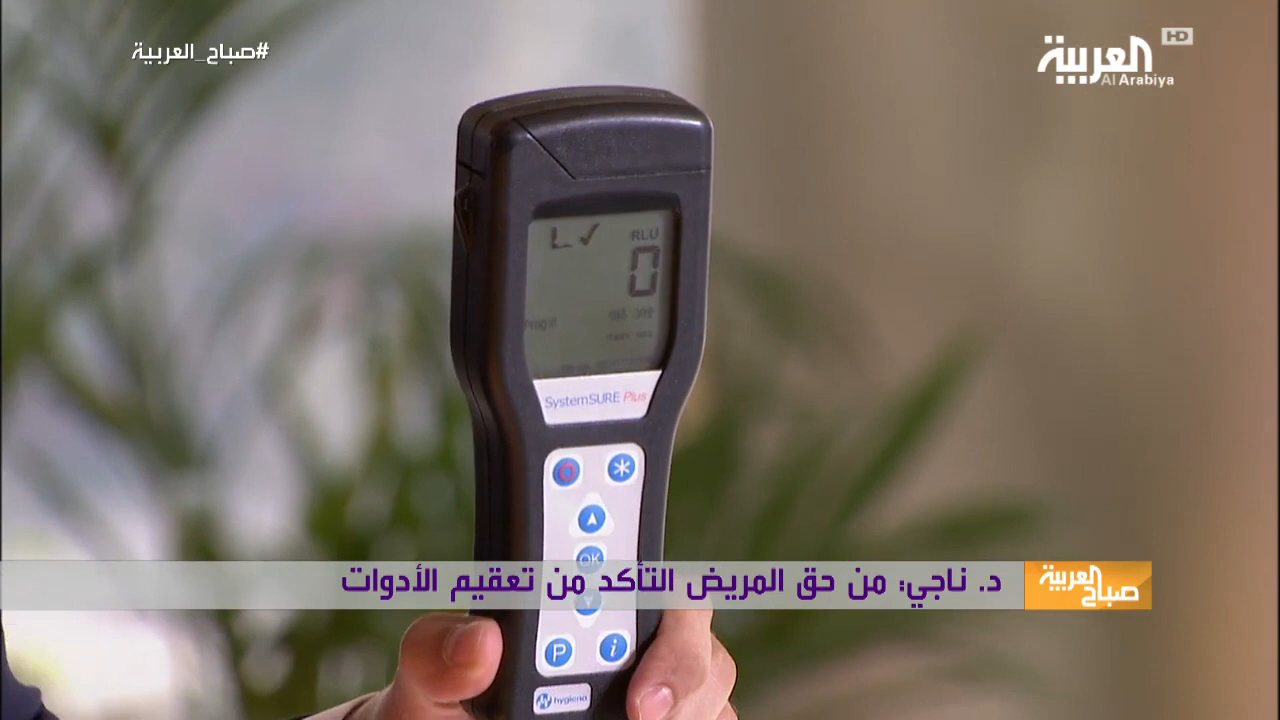 #صباح_العربية
العربية HD
Al Arabiya
RLU
0
SystemSURE Plus
OK
P i
hygiena
د. ناجي: من حق المريض التأكد من تعقيم الأدوات
صباح العربية